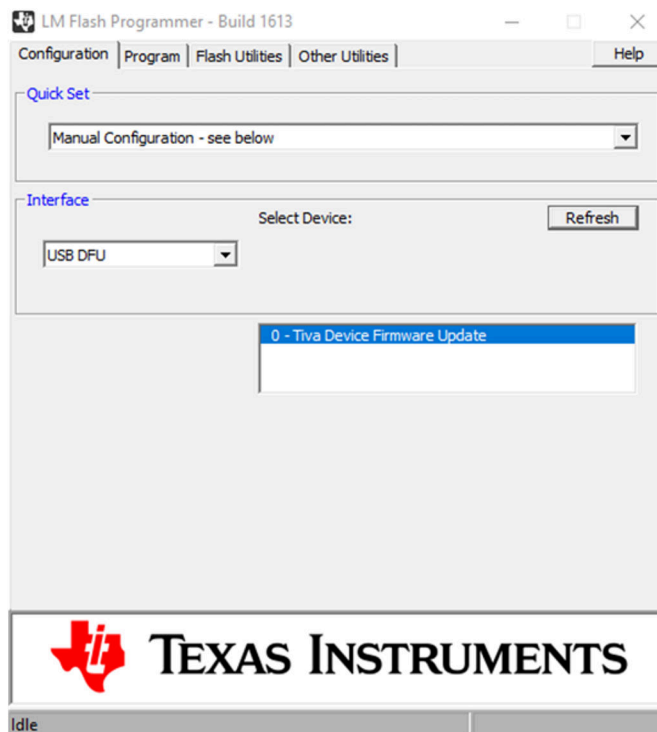 LM Flash Programmer - Build 1613
Configuration Program Flash Utilities Other Utilities Help
Quick Set
Manual Configuration - see below
Interface
Select Device: Refresh
USB DFU
0 - Tiva Device Firmware Update
TEXAS INSTRUMENTS
Idle